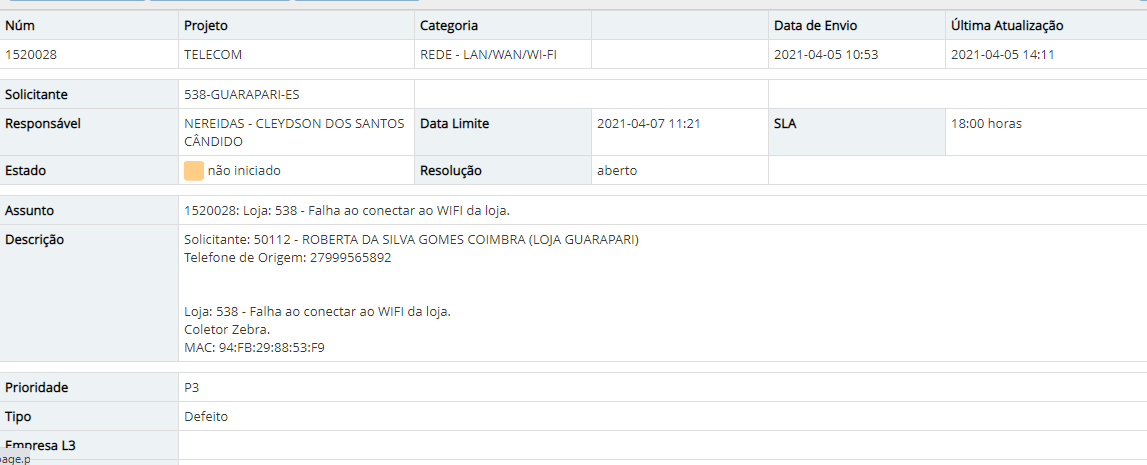 Núm Projeto Categoria Data de Envio Última Atualização
1520028 TELECOM REDE - LAN/WAN/WI-FI 2021-04-05 10:53 2021-04-05 14:11
Solicitante 538-GUARAPARI-ES
Responsável NEREIDAS - CLEYDSON DOS SANTOS Data Limite 2021-04-07 11:21 SLA 18:00 horas
CÂNDIDO
Estado não iniciado Resolução aberto
Assunto 1520028: Loja: 538 - Falha ao conectar ao WIFI da loja.
Descrição Solicitante: 50112 - ROBERTA DA SILVA GOMES COIMBRA (LOJA GUARAPARI)
Telefone de Origem: 27999565892
Loja: 538 - Falha ao conectar ao WIFI da loja.
Coletor Zebra.
MAC: 94:FB:29:88:53:F9
Prioridade P3
Tipo Defeito
Empresa L3
page.p